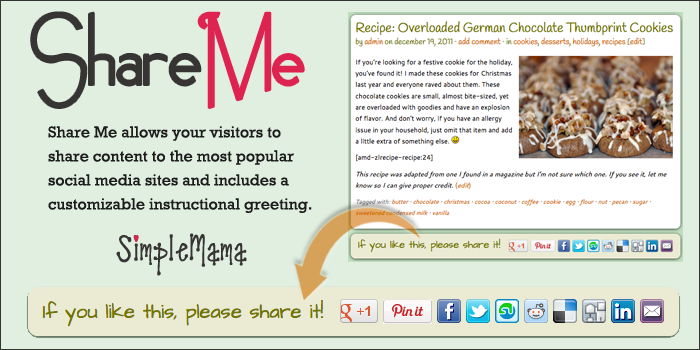 Share Me
Share Me allows your visitors to
share content to the most popular
social media sites and includes a
customizable instructional greeting.
SimpleMama
Recipe: Overloaded German Chocolate Thumbprint Cookies
by admin on december 19, 2011 · add comment · in cookies, desserts, holidays, recipes [edit]
If you're looking for a festive cookie for the holiday,
you've found it! I made these cookies for Christmas
last year and everyone raved about them. These
chocolate cookies are small, almost bite-sized, yet
are overloaded with goodies and have an explosion
of flavor. And don't worry, if you have an allergy
issue in your household, just omit that item and add
a little extra of something else.
[amd-zlrecipe-recipe:24]
This recipe was adapted from one I found in a magazine but I'm not sure which one. If you see it, let me
know so I can give proper credit. (edit)
Tagged with: butter · chocolate · christmas · cocoa · coconut · coffee · cookie · egg · flour · nut · pecan · sugar ·
sweetened condensed milk · vanilla
If you like this, please share it! g +1 Pin it f in
If you like this, please share it! g +1 Pin it f in